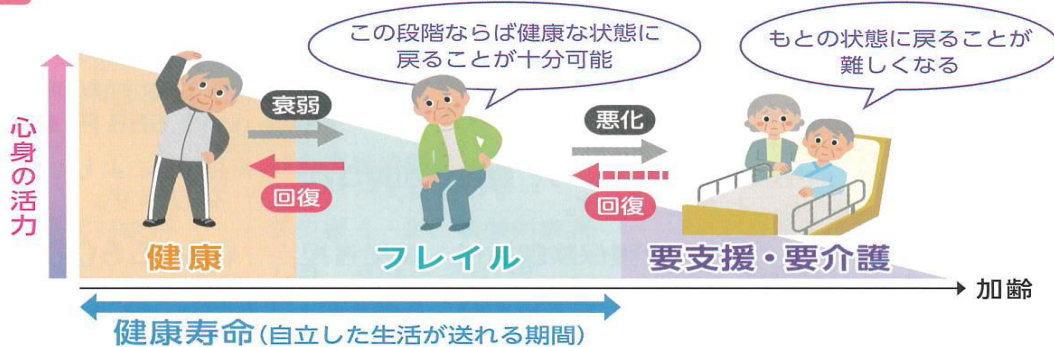 この段階ならば健康な状態に
戻ることが十分可能
もとの状態に戻ることが
難しくなる
心身の活力
衰弱
回復
悪化
回復
健康
フレイル
要支援・要介護
加齢
健康寿命(自立した生活が送れる期間)